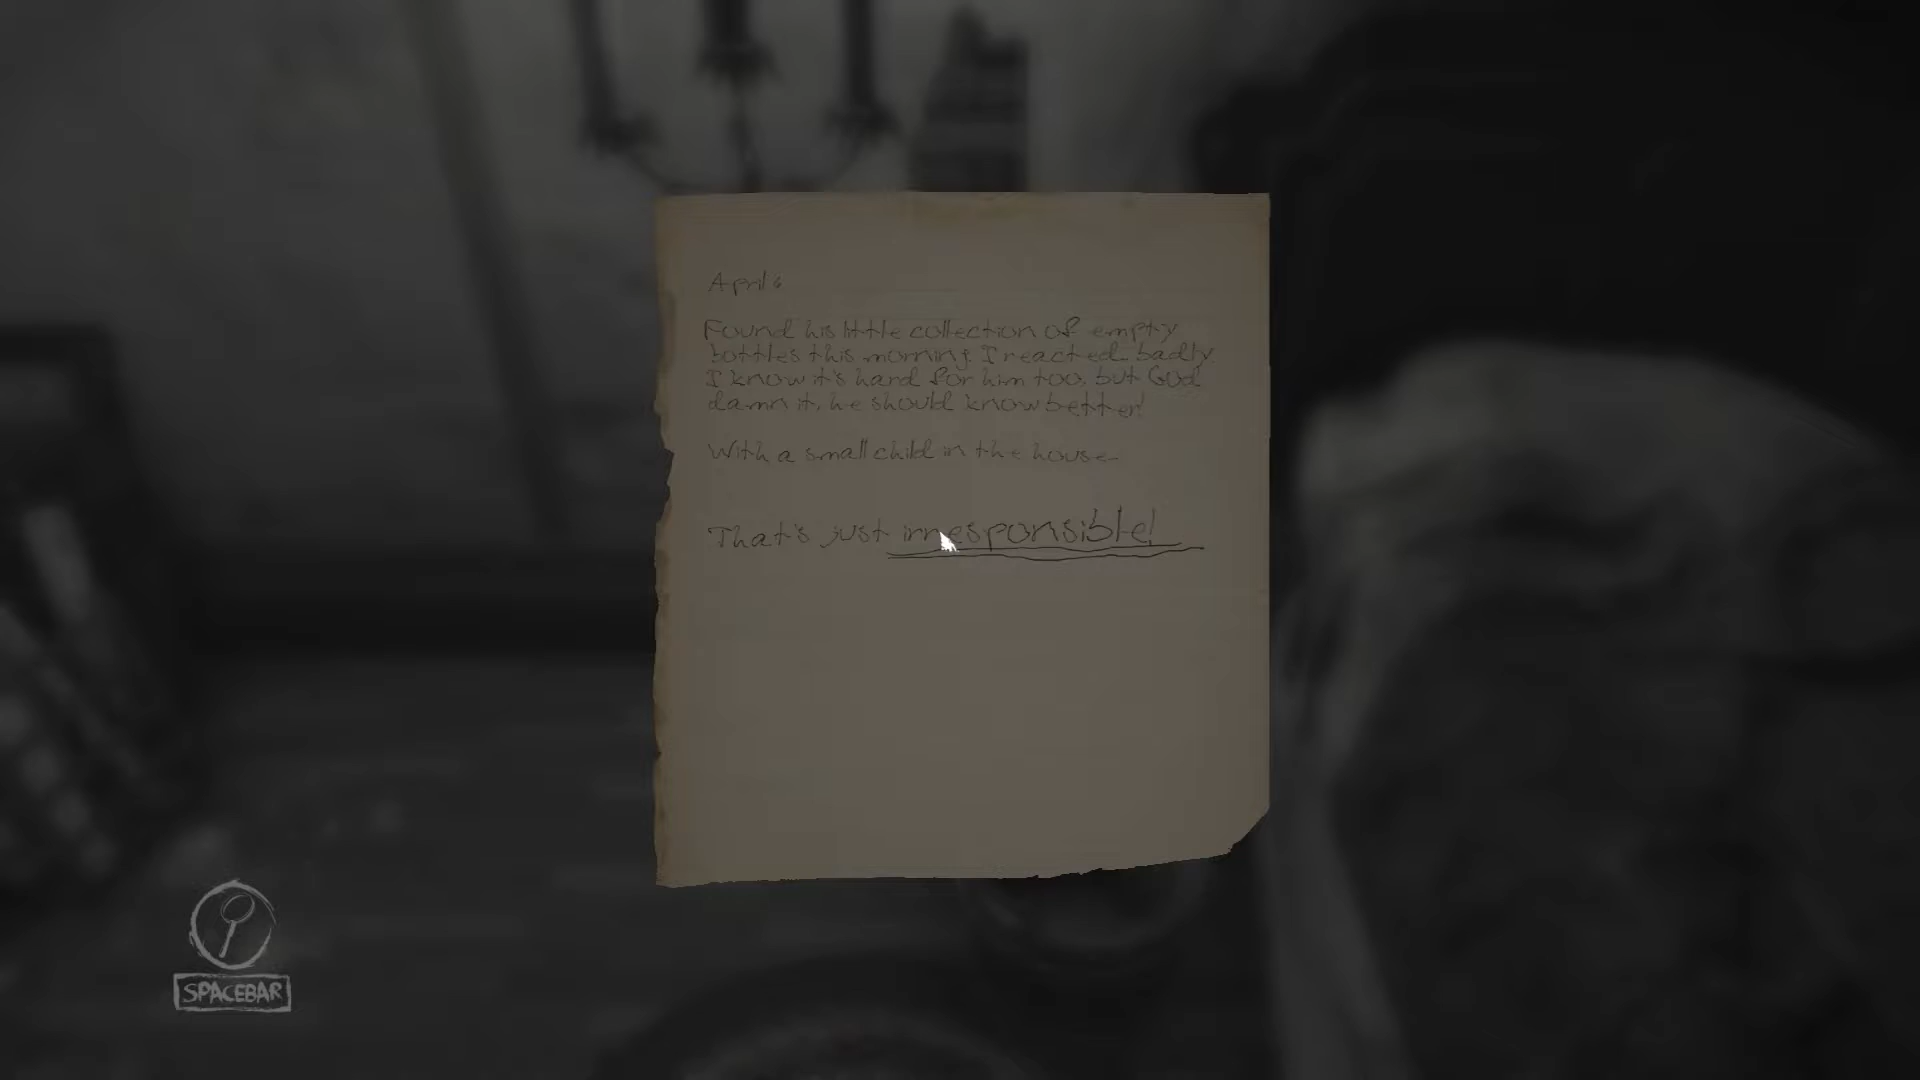 April 6
Found his little collection of empty
bottles this morning. I reacted badly.
I know it's hard for him too, but God
damn it, he should know better!
With a small child in the house-
That's just irresponsible!
SPACEBAR